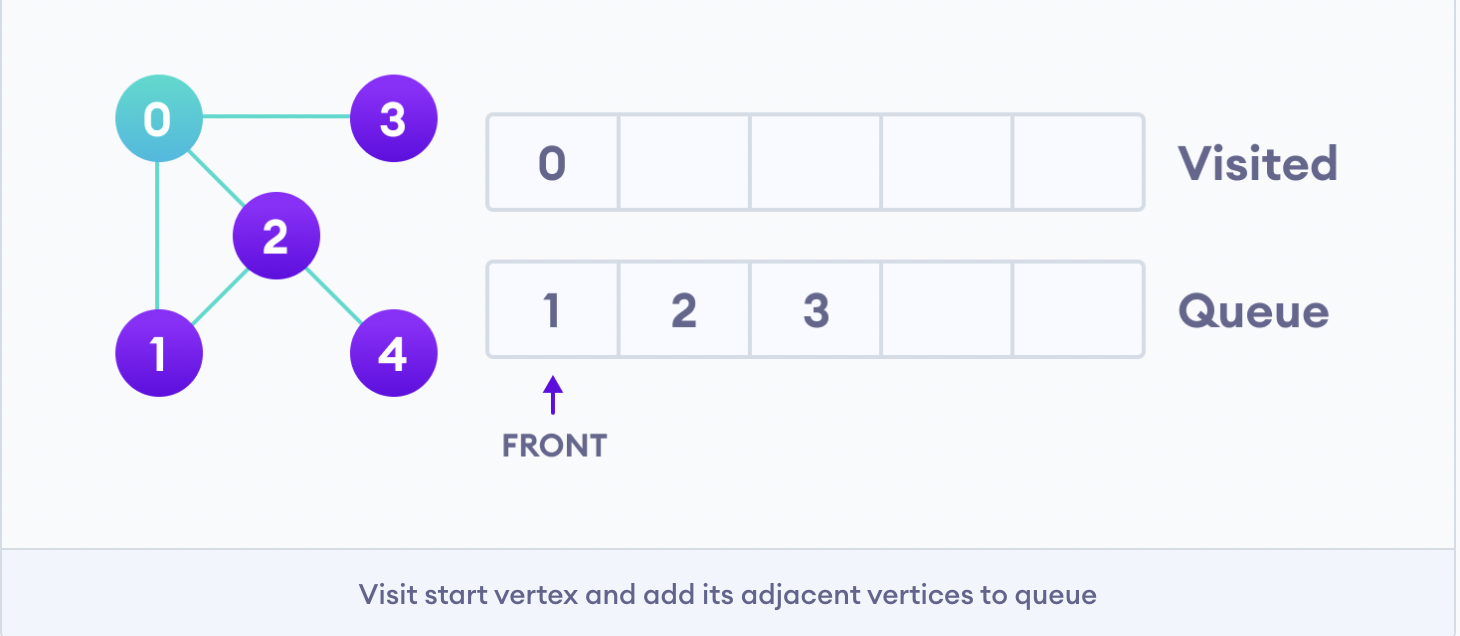 0
3
2
1
4
0
Visited
1 2 3
Queue
FRONT
Visit start vertex and add its adjacent vertices to queue